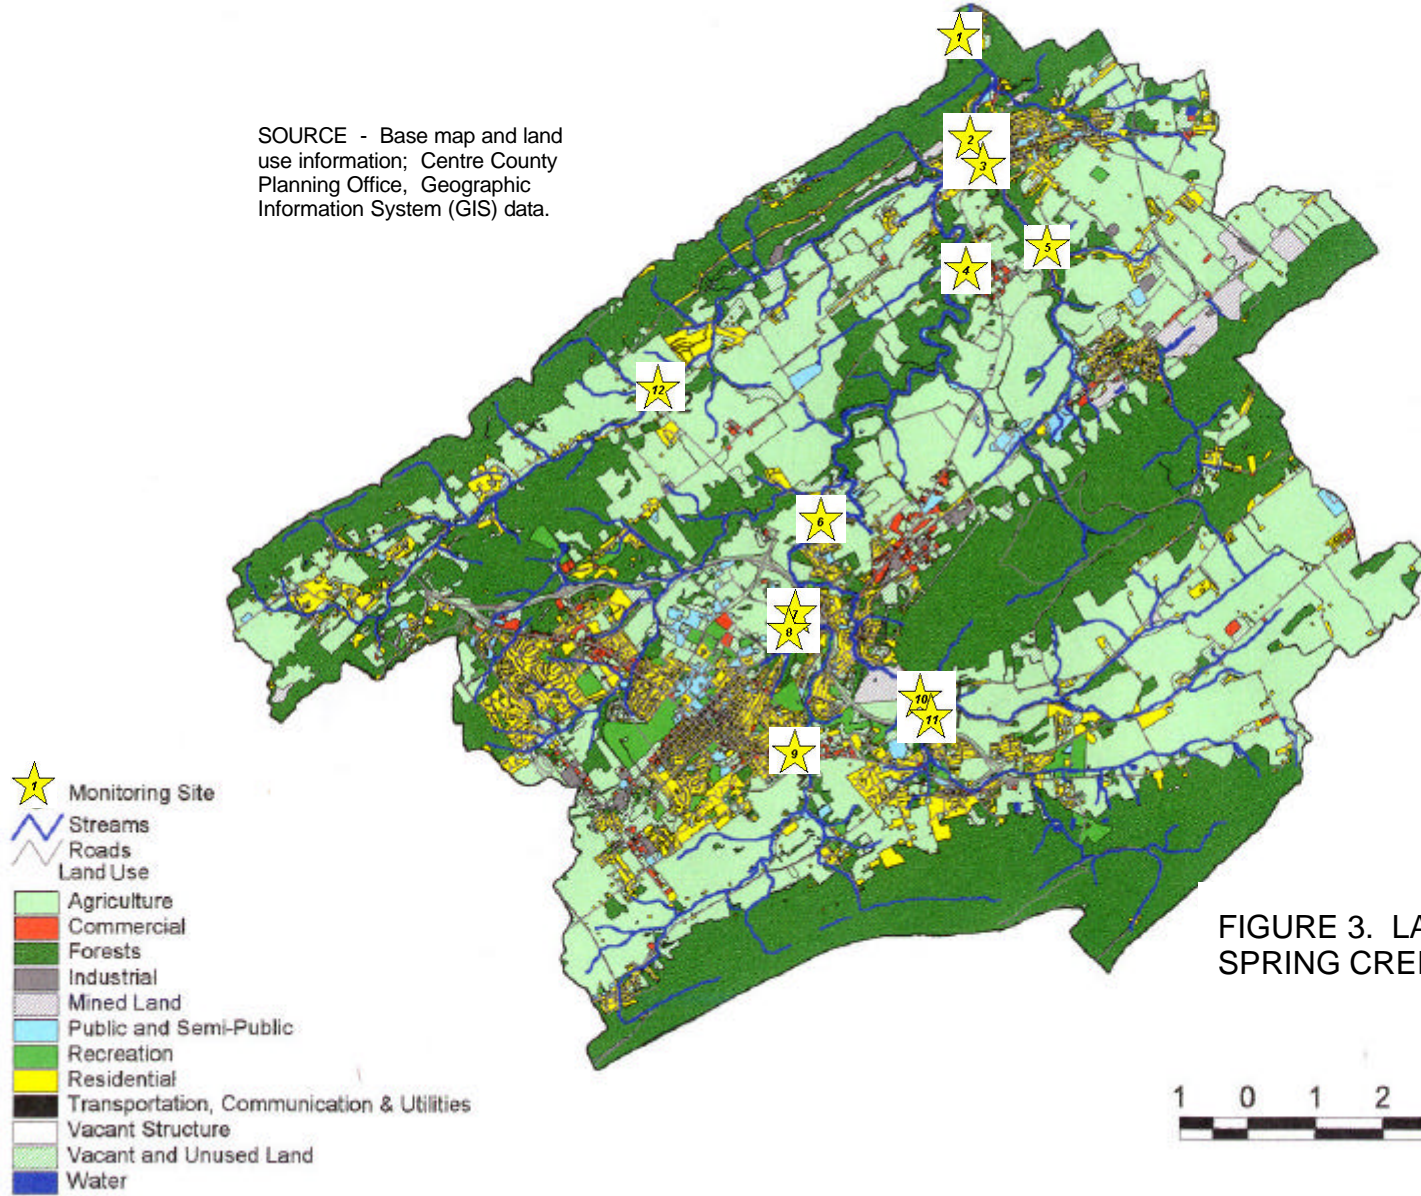 SOURCE - Base map and land
use information; Centre County
Planning Office, Geographic
Information System (GIS) data.
1
2
3
5
4
12
6
7
8
10
11
9
1 Monitoring Site
Streams
Roads
Land Use
Agriculture
Commercial
Forests
Industrial
Mined Land
Public and Semi-Public
Recreation
Residential
Transportation, Communication & Utilities
Vacant Structure
Vacant and Unused Land
Water
FIGURE 3. LA
SPRING CREE
1 0 1 2